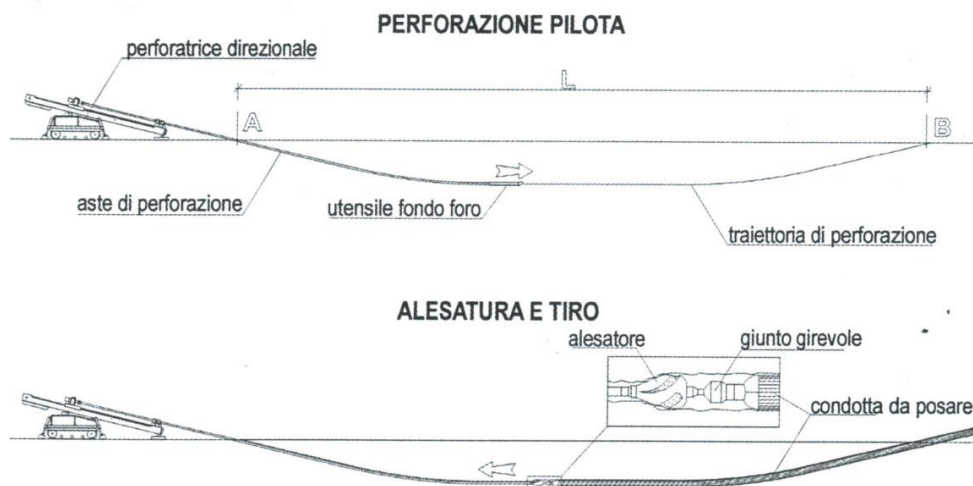 PERFORAZIONE PILOTA
perforatrice direzionale
L
A
B
aste di perforazione
utensile fondo foro
traiettoria di perforazione
ALESATURA E TIRO
alesatore
giunto girevole
condotta da posare